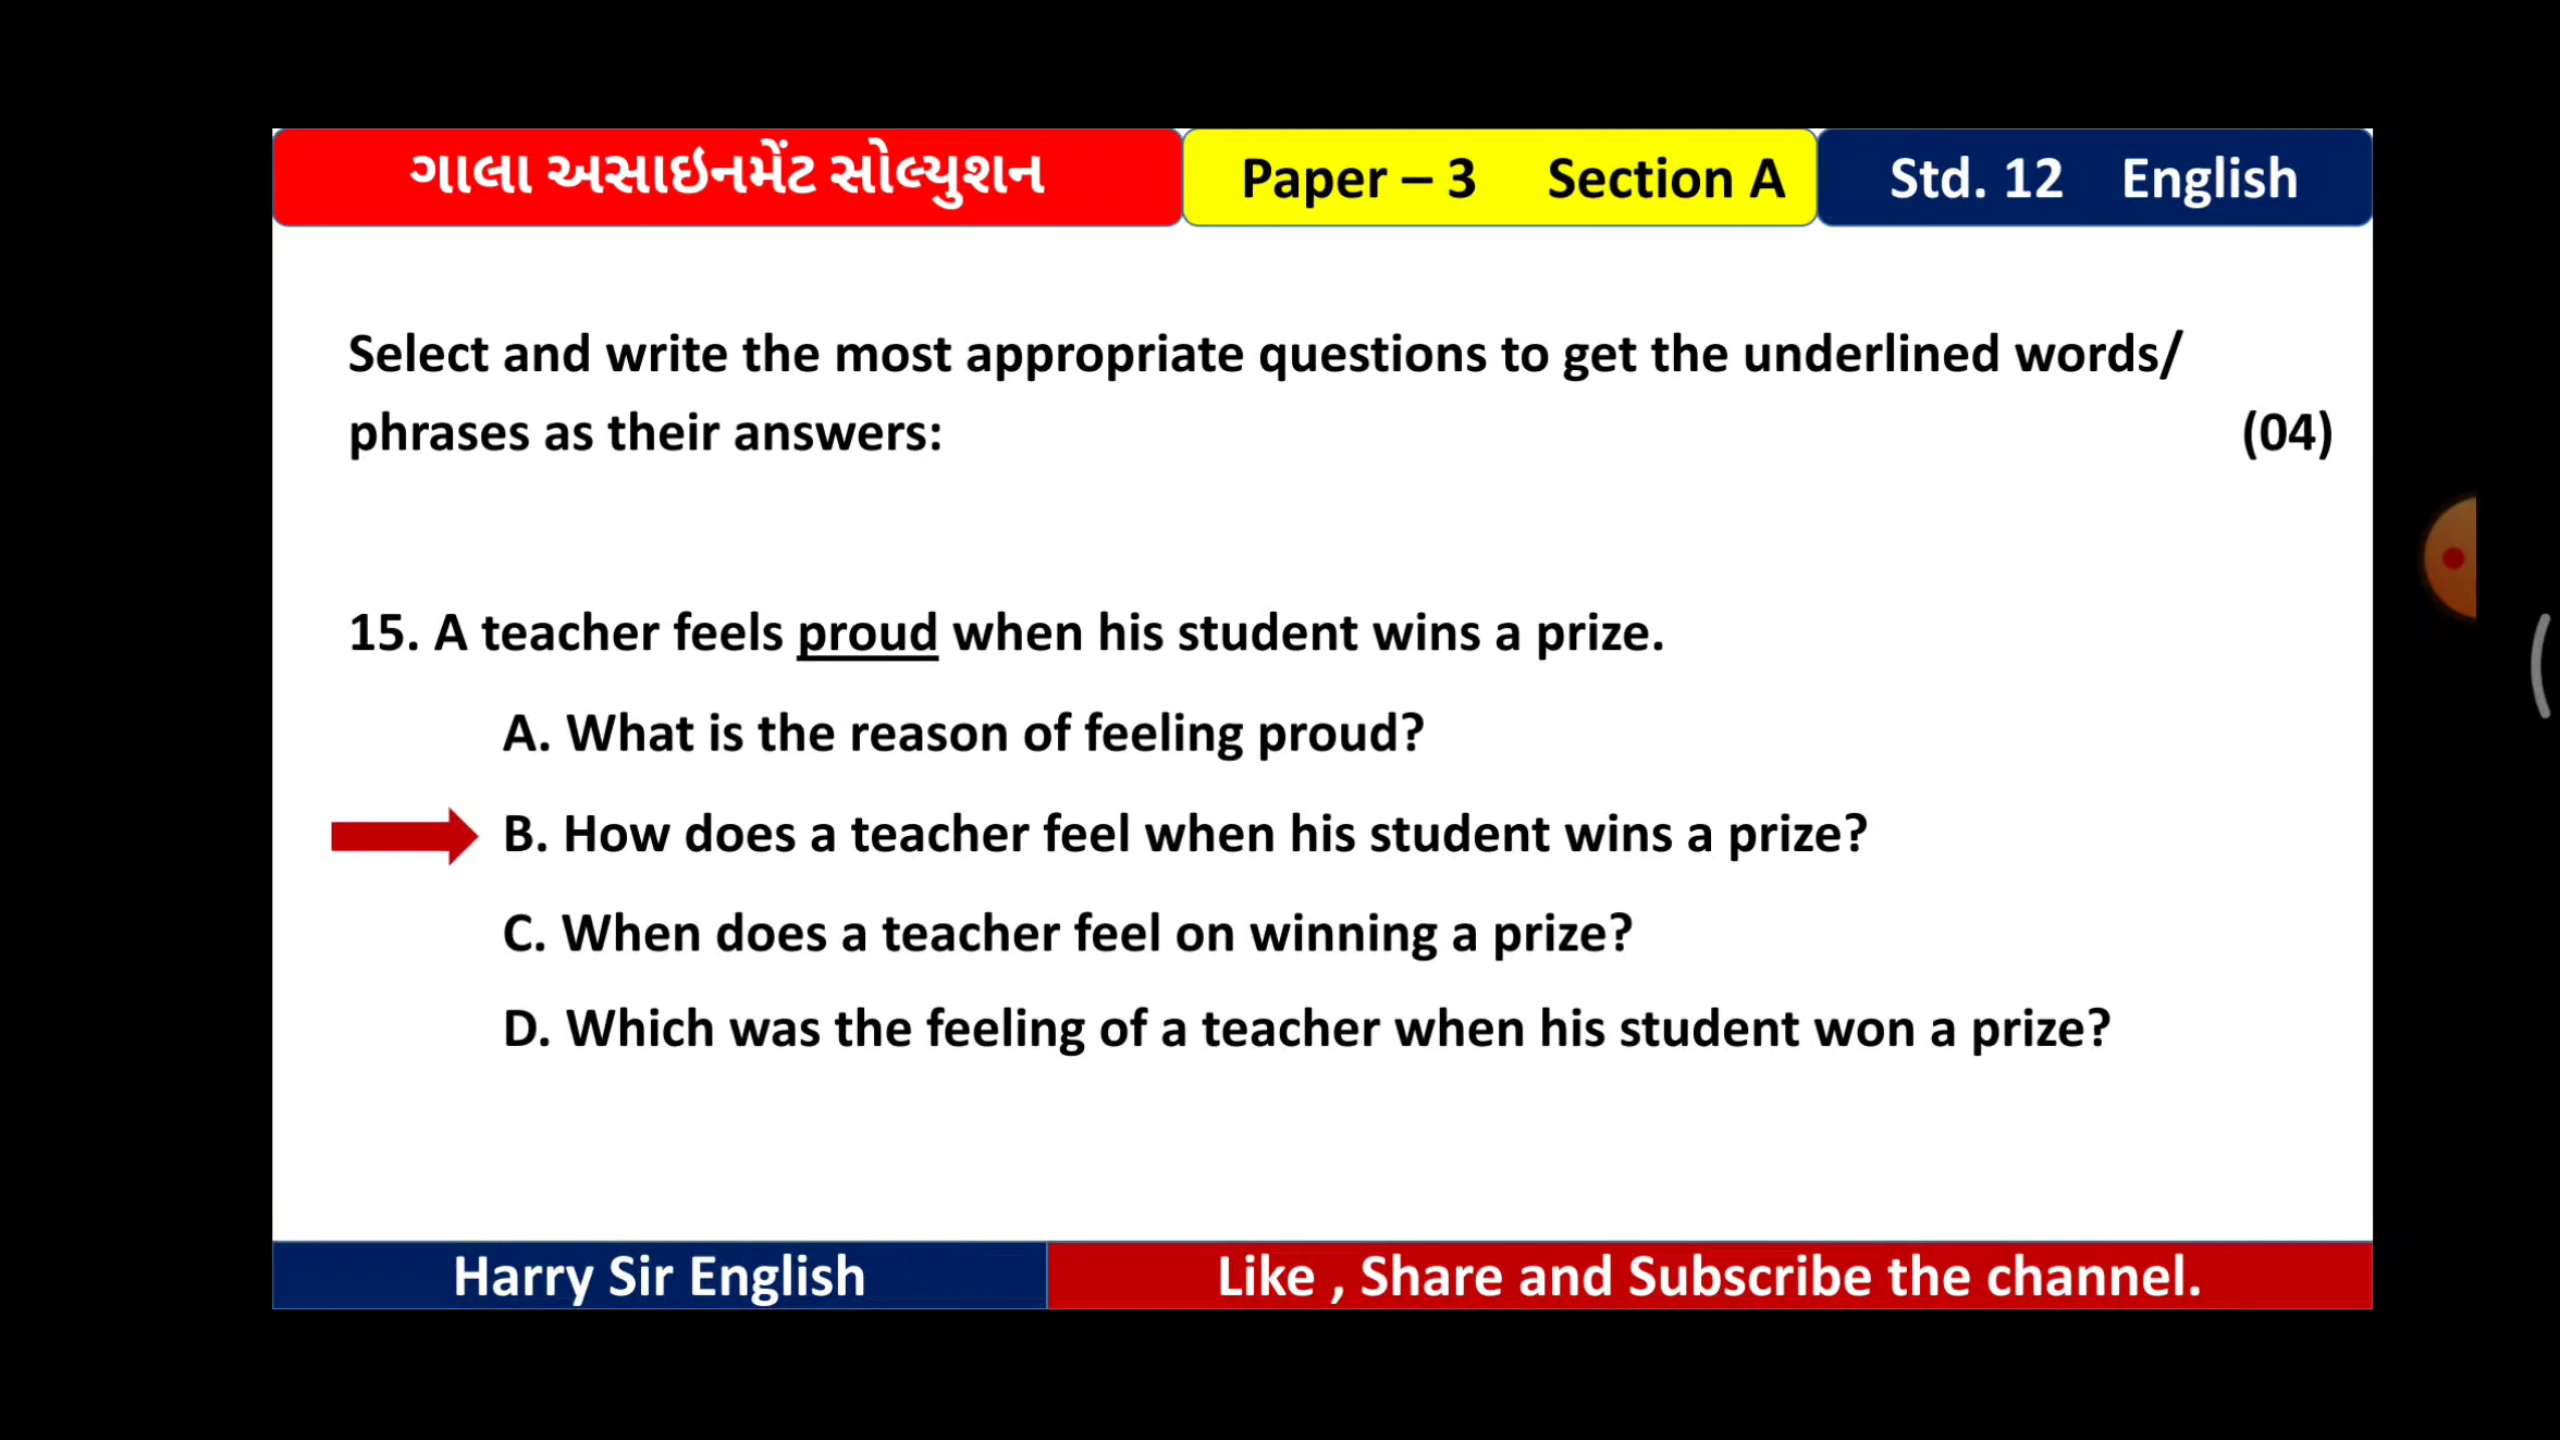 ગાલા અસાઇનમેંટ સોલ્યુશન
Paper – 3 Section A
Std. 12 English
Select and write the most appropriate questions to get the underlined words/
phrases as their answers: (04)
15. A teacher feels proud when his student wins a prize.
A. What is the reason of feeling proud?
B. How does a teacher feel when his student wins a prize?
C. When does a teacher feel on winning a prize?
D. Which was the feeling of a teacher when his student won a prize?
Harry Sir English
Like , Share and Subscribe the channel.